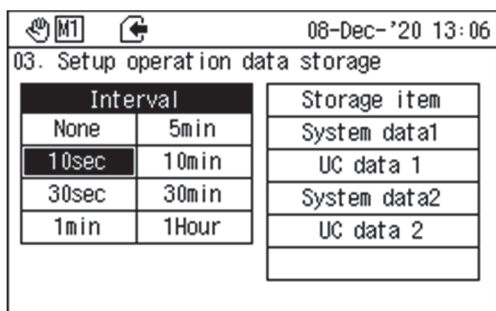 M1 08-Dec-'20 13:06
03. Setup operation data storage
Interval Storage item
None 5min System data1
10sec 10min UC data 1
30sec 30min System data2
1min 1Hour UC data 2